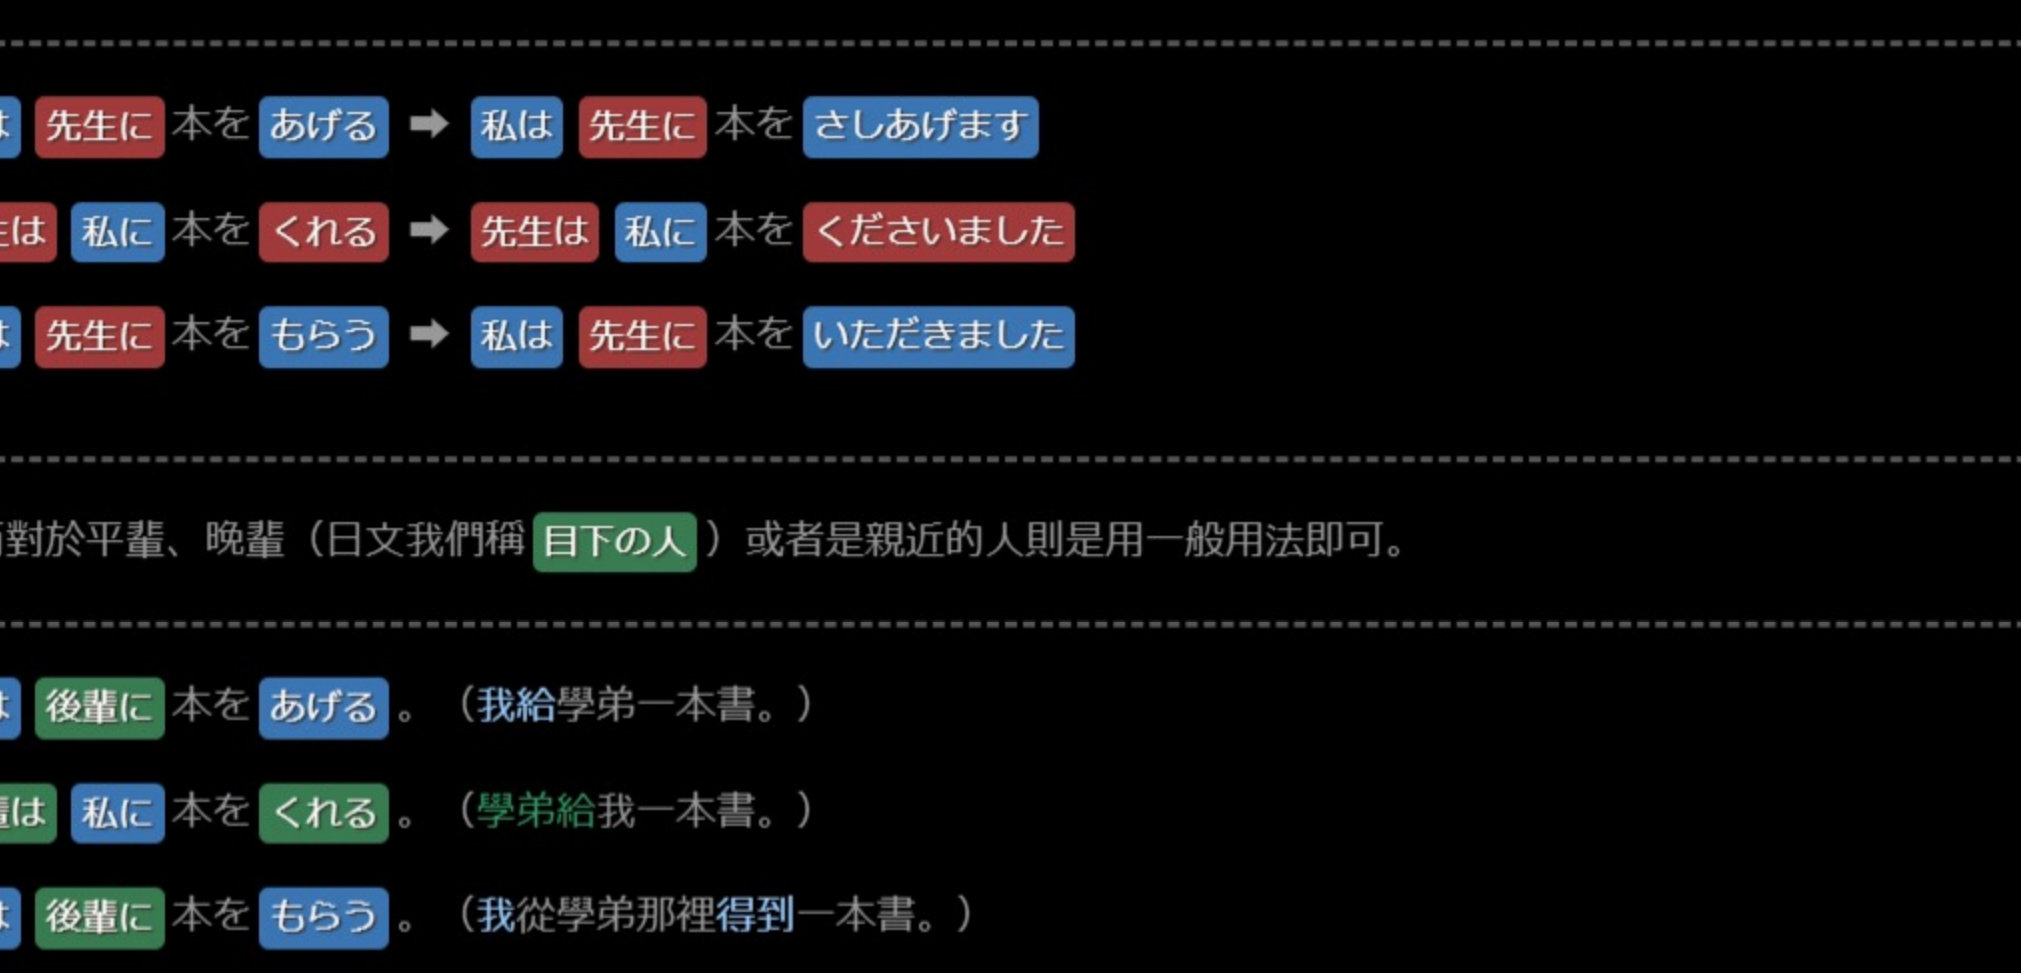 は 先生に 本を あげる ➡ 私は 先生に 本を さしあげます
は 私に 本を くれる ➡ 先生は 私に 本を くださいました
は 先生に 本を もらう ➡ 私は 先生に 本を いただきました
對於平輩、晚輩（日文我們稱 目下の人 ）或者是親近的人則是用一般用法即可。
は 後輩に 本を あげる 。（我給學弟一本書。）
は 私に 本を くれる 。（學弟給我一本書。）
は 後輩に 本を もらう 。（我從學弟那裡得到一本書。）